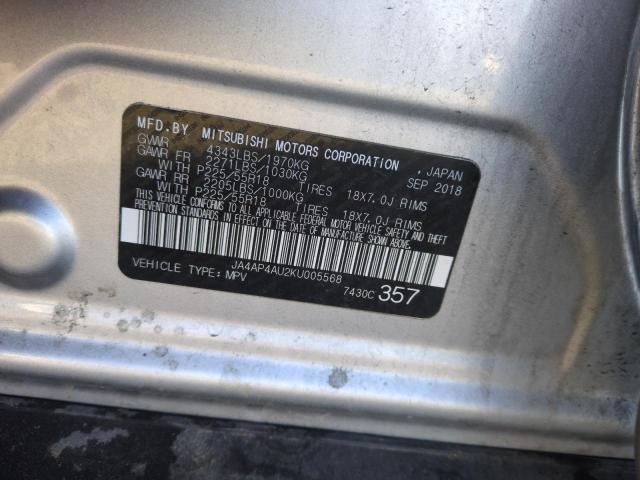 MFD.BY MITSUBISHI MOTORS CORPORATION , JAPAN
GVWR 4343LBS/1970KG SEP 2018
GAWR FR 2271LBS/1030KG
WITH P225/55R18 TIRES 18X7.0J RIMS
GAWR RR 2205LBS/1000KG
WITH P225/55R18 TIRES 18X7.0J RIMS
THIS VEHICLE CONFORMS TO ALL APPLICABLE FEDERAL MOTOR VEHICLE SAFETY AND THEFT
PREVENTION STANDARDS IN EFFECT ON THE DATE OF MANUFACTURE SHOWN ABOVE.
JA4AP4AU2KU005568
VEHICLE TYPE:MPV 7430C 357